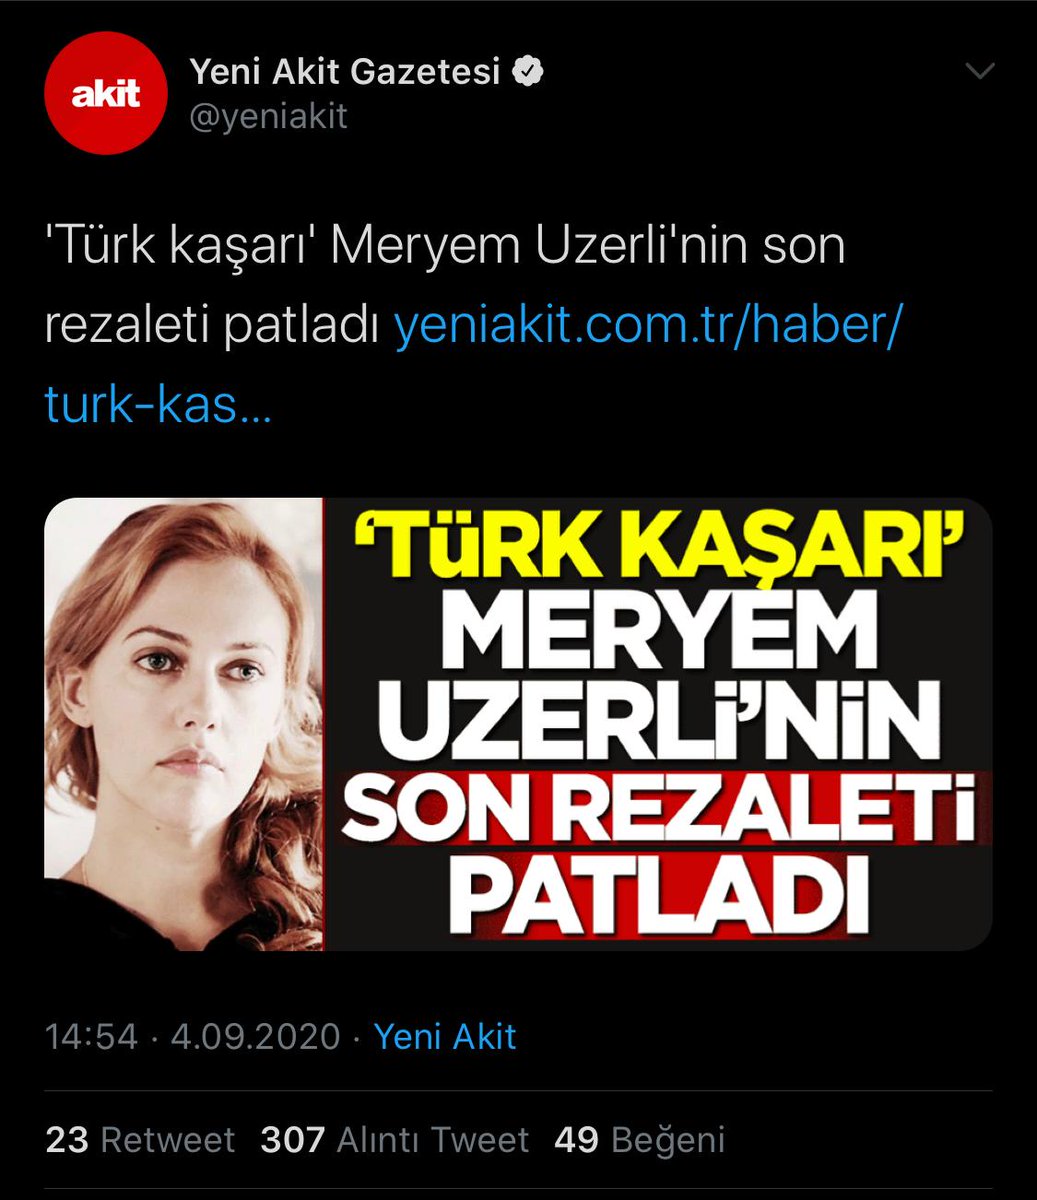 akit
Yeni Akit Gazetesi
@yeniakit
'Türk kaşarı' Meryem Uzerli'nin son
rezaleti patladı yeniakit.com.tr/haber/
turk-kas...
‘TÜRK KAŞARI’
MERYEM
UZERLİ’NİN
SON REZALETİ
PATLADI
14:54 · 4.09.2020 · Yeni Akit
23 Retweet 307 Alıntı Tweet 49 Beğeni